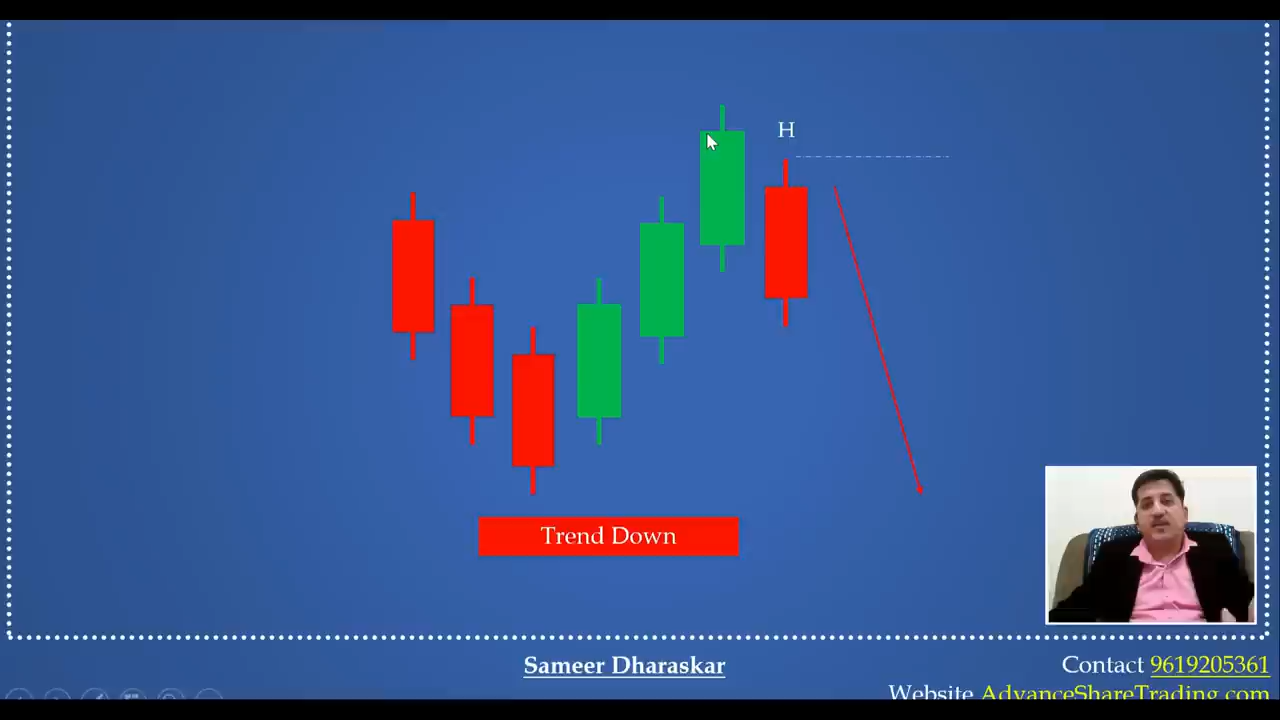 H
Trend Down
Sameer Dharaskar
Contact 9619205361
Website AdvanceShareTrading.com